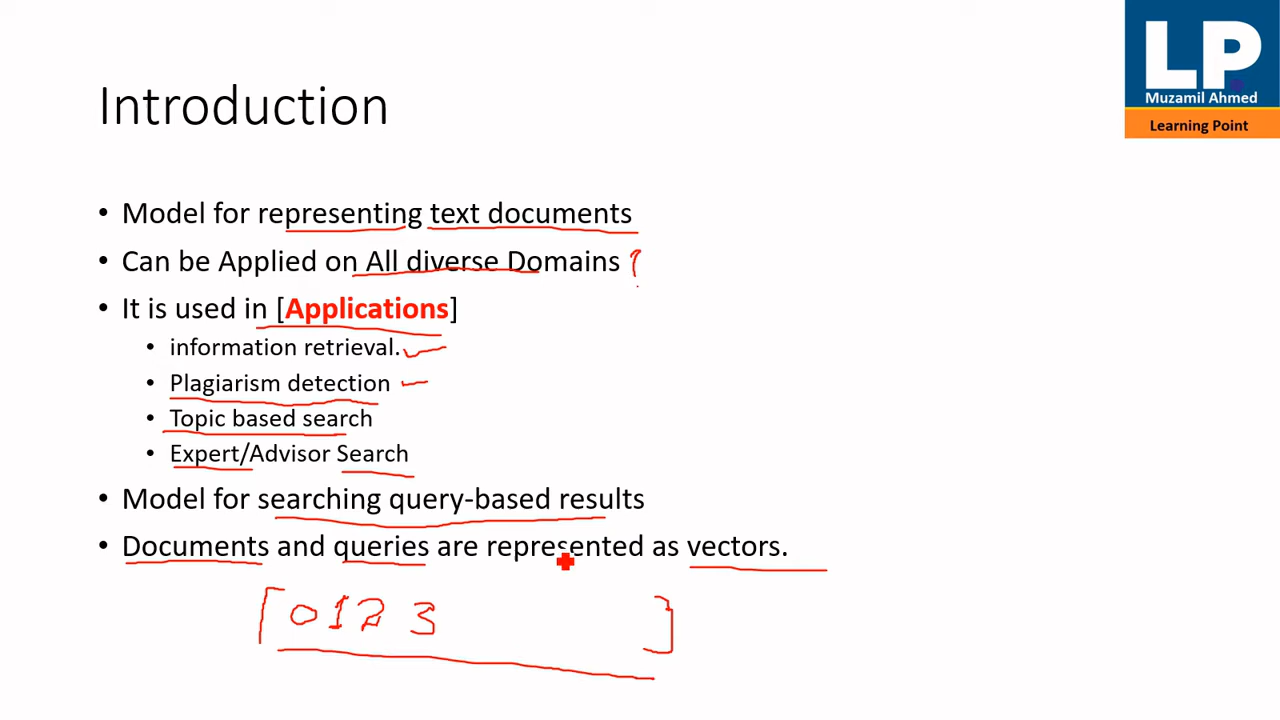 LP.
Muzamil Ahmed
Learning Point
Introduction
• Model for representing text documents
• Can be Applied on All diverse Domains ?
• It is used in [Applications]
• information retrieval.
• Plagiarism detection
• Topic based search
• Expert/Advisor Search
• Model for searching query-based results
• Documents and queries are represented as vectors.
[0 1 2 3 ]